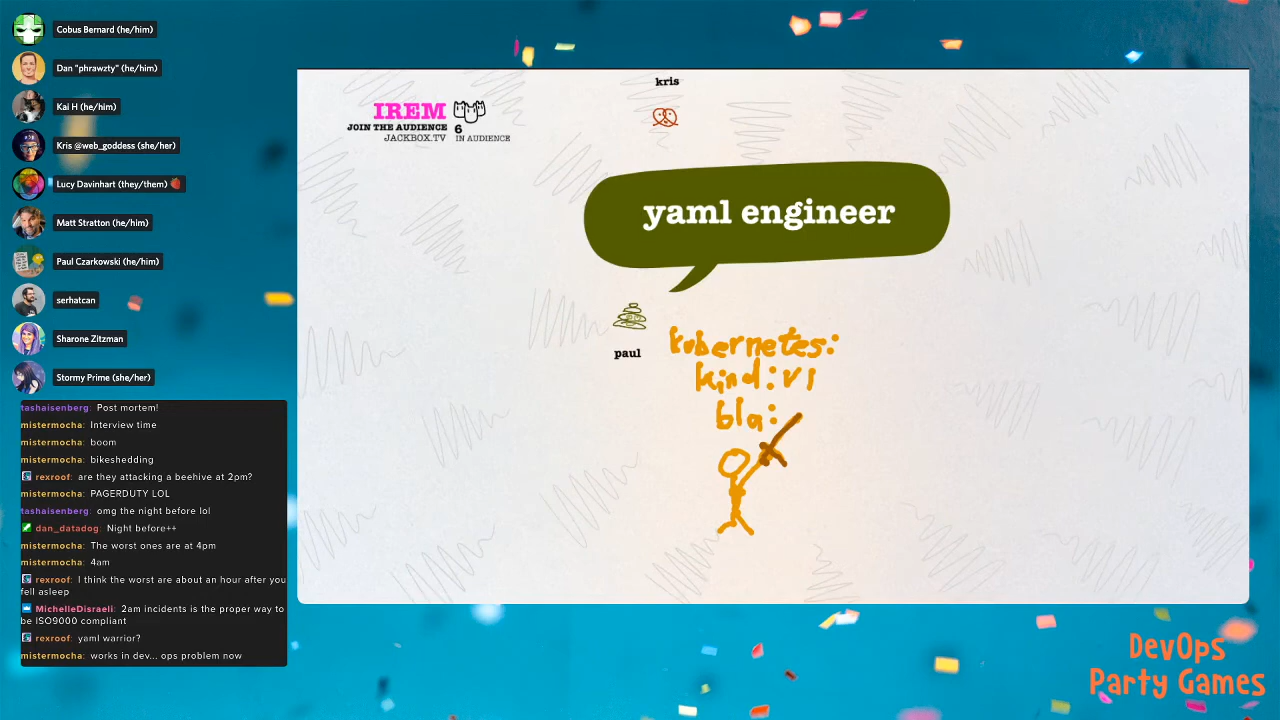 Cobus Bernard (he/him)
Dan "phrawzty" (he/him)
Kai H (he/him)
Kris @web_goddess (she/her)
Lucy Davinhart (they/them) 🍓
Matt Stratton (he/him)
Paul Czarkowski (he/him)
serhatcan
Sharone Zitzman
Stormy Prime (she/her)
tashaisenberg: Post mortem!
mistermocha: Interview time
mistermocha: boom
mistermocha: bikeshedding
rexroof: are they attacking a beehive at 2pm?
mistermocha: PAGERDUTY LOL
tashaisenberg: omg the night before lol
dan_datadog: Night before++
mistermocha: The worst ones are at 4pm
mistermocha: 4am
rexroof: I think the worst are about an hour after you
fell asleep
MichelleDisraeli: 2am incidents is the proper way to
be ISO9000 compliant
rexroof: yaml warrior?
mistermocha: works in dev... ops problem now
IREM
JOIN THE AUDIENCE
JACKBOX.TV
6
IN AUDIENCE
kris
yaml engineer
paul
kubernetes:
kind: v1
bla:
DevOps
Party Games